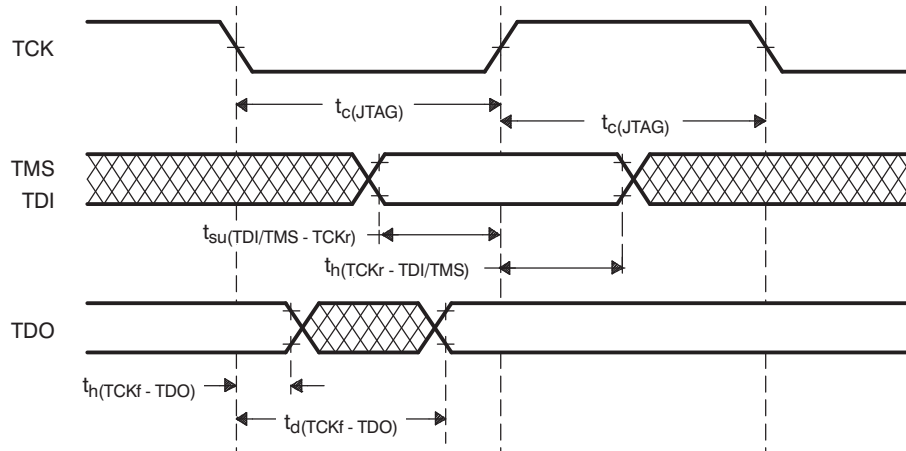 TCK
tc(JTAG)
tc(JTAG)
TMS
TDI
tsu(TDI/TMS - TCKr)
th(TCKr - TDI/TMS)
TDO
th(TCKf - TDO)
td(TCKf - TDO)